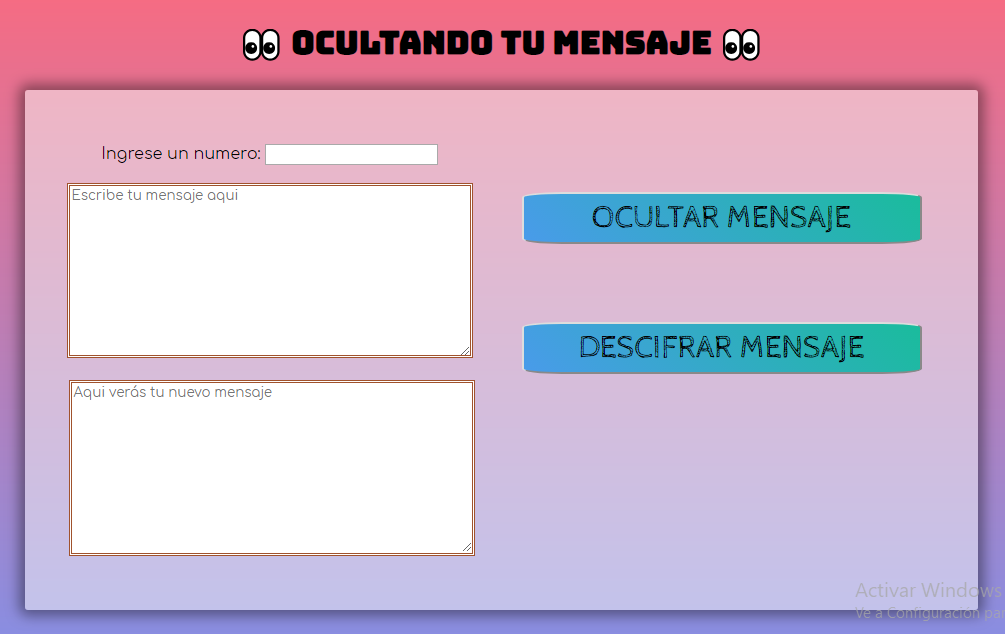 👀 OCULTANDO TU MENSAJE 👀
Ingrese un numero:
Escribe tu mensaje aqui
OCULTAR MENSAJE
DESCIFRAR MENSAJE
Aqui verás tu nuevo mensaje
Activar Windows
Ve a Configuración